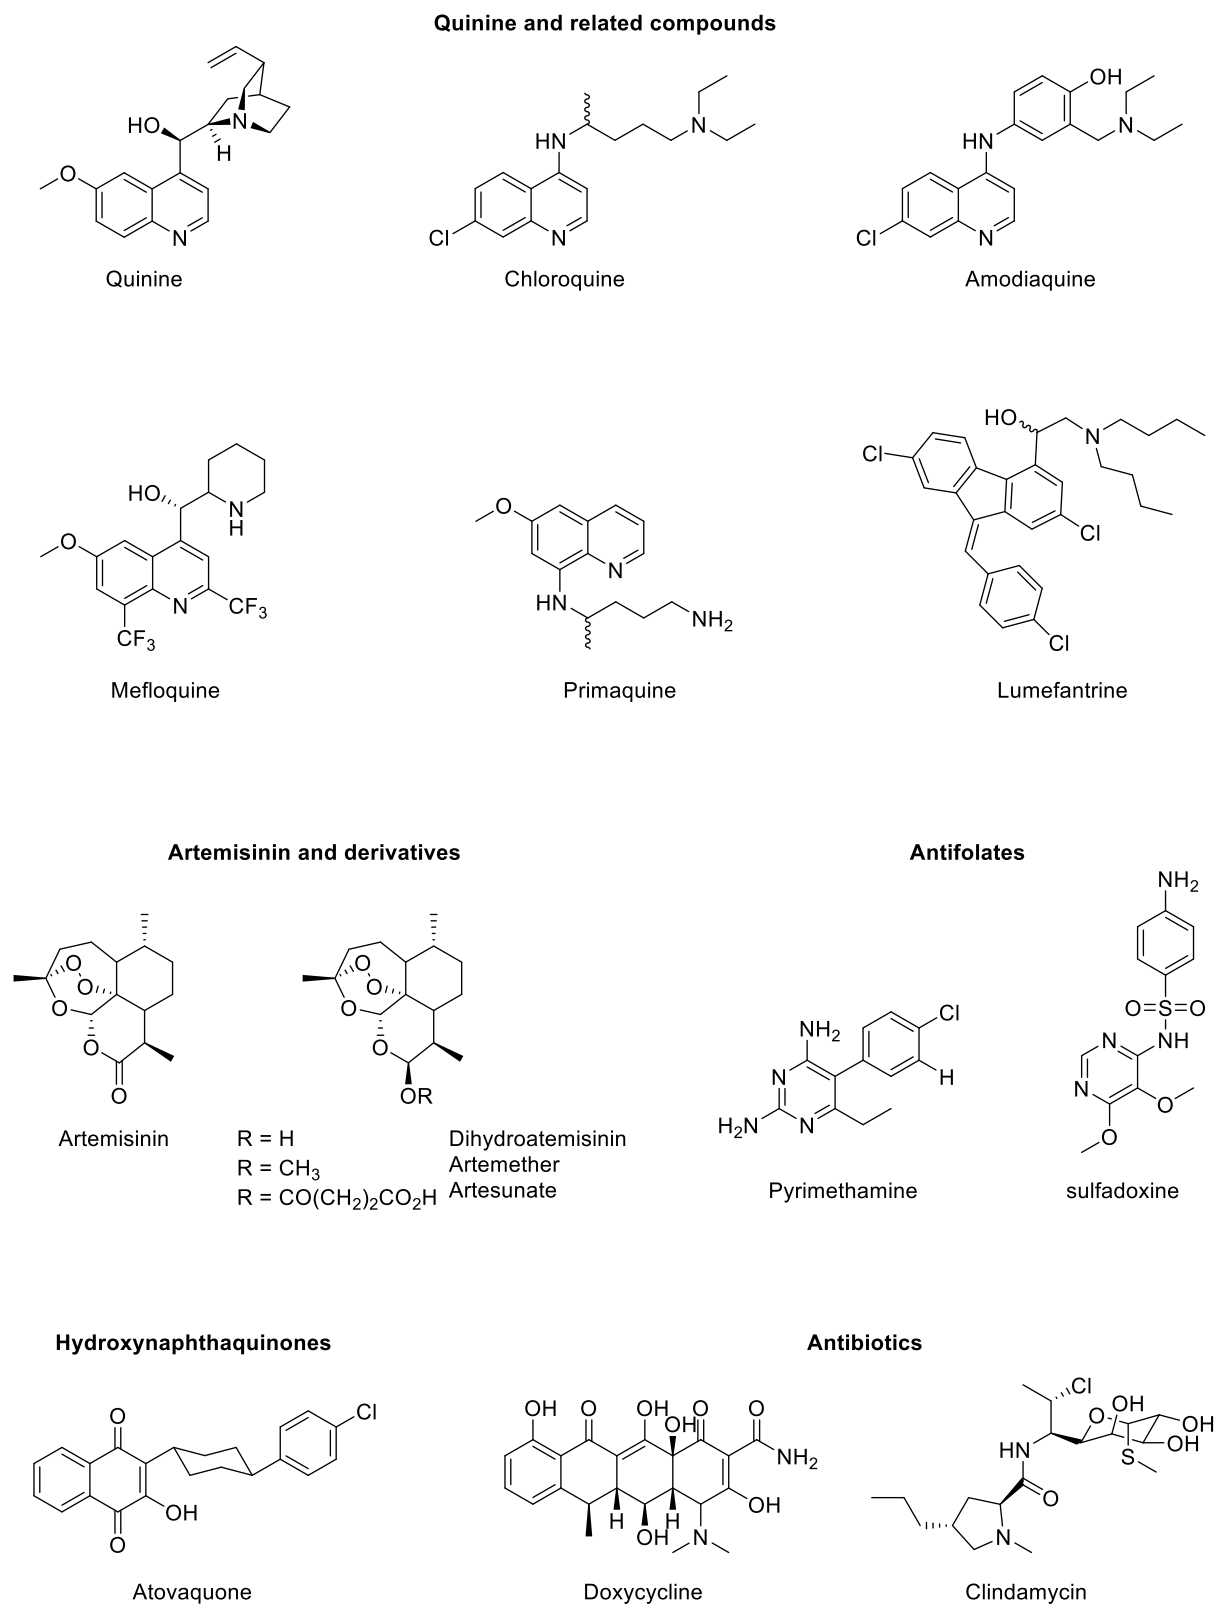 Quinine and related compounds
HO
N
H
O
N
Quinine
HN
N
Cl
N
Chloroquine
OH
HN
N
Cl
N
Amodiaquine
HO
N
H
O
N
CF3
CF3
Mefloquine
O
N
HN
NH2
Primaquine
HO
N
Cl
Cl
Cl
Lumefantrine
Artemisinin and derivatives
O
O
O
O
O
Artemisinin
O
O
O
O
OR
R = H
R = CH3
R = CO(CH2)2CO2H
Dihydroatemisinin
Artemether
Artesunate
Antifolates
NH2
N
H2N
N
Cl
H
Pyrimethamine
NH2
O=S=O
NH
N
N
O
O
sulfadoxine
Hydroxynaphthaquinones
O
Cl
OH
O
Atovaquone
Antibiotics
OH
O
OH
OH
O
O
NH2
OH
H
OH
H
N
Doxycycline
Cl
OH
O
OH
OH
S
HN
O
N
Clindamycin